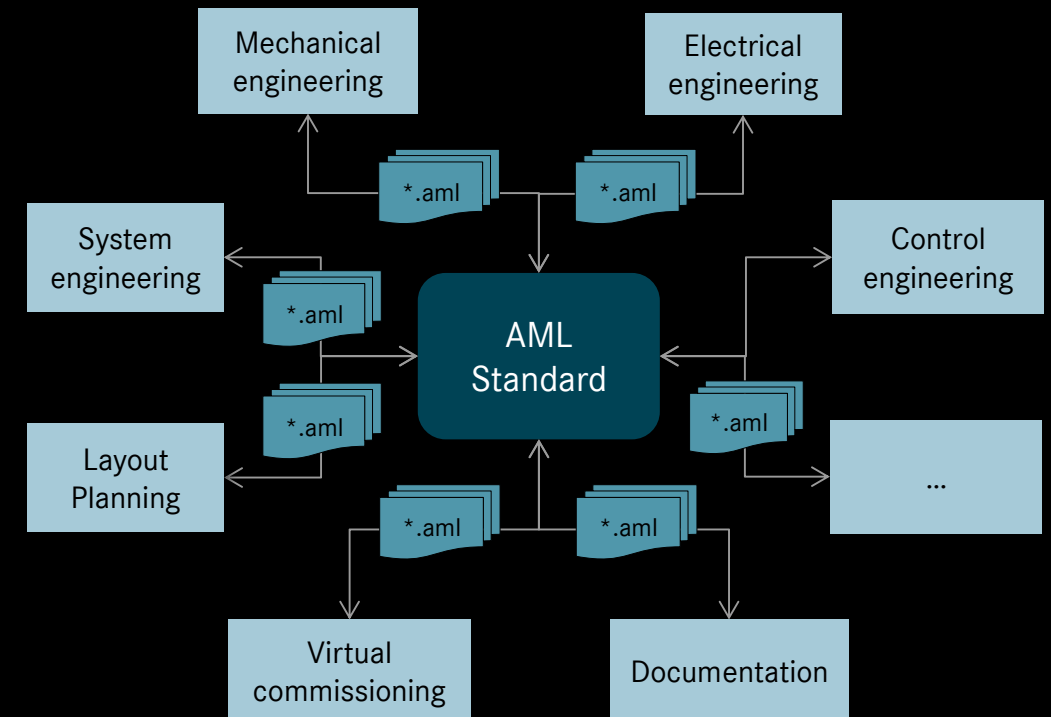 Mechanical
engineering
Electrical
engineering
*.aml
*.aml
System
engineering
Control
engineering
*.aml
AML
Standard
*.aml
*.aml
Layout
Planning
...
*.aml
*.aml
Virtual
commissioning
Documentation